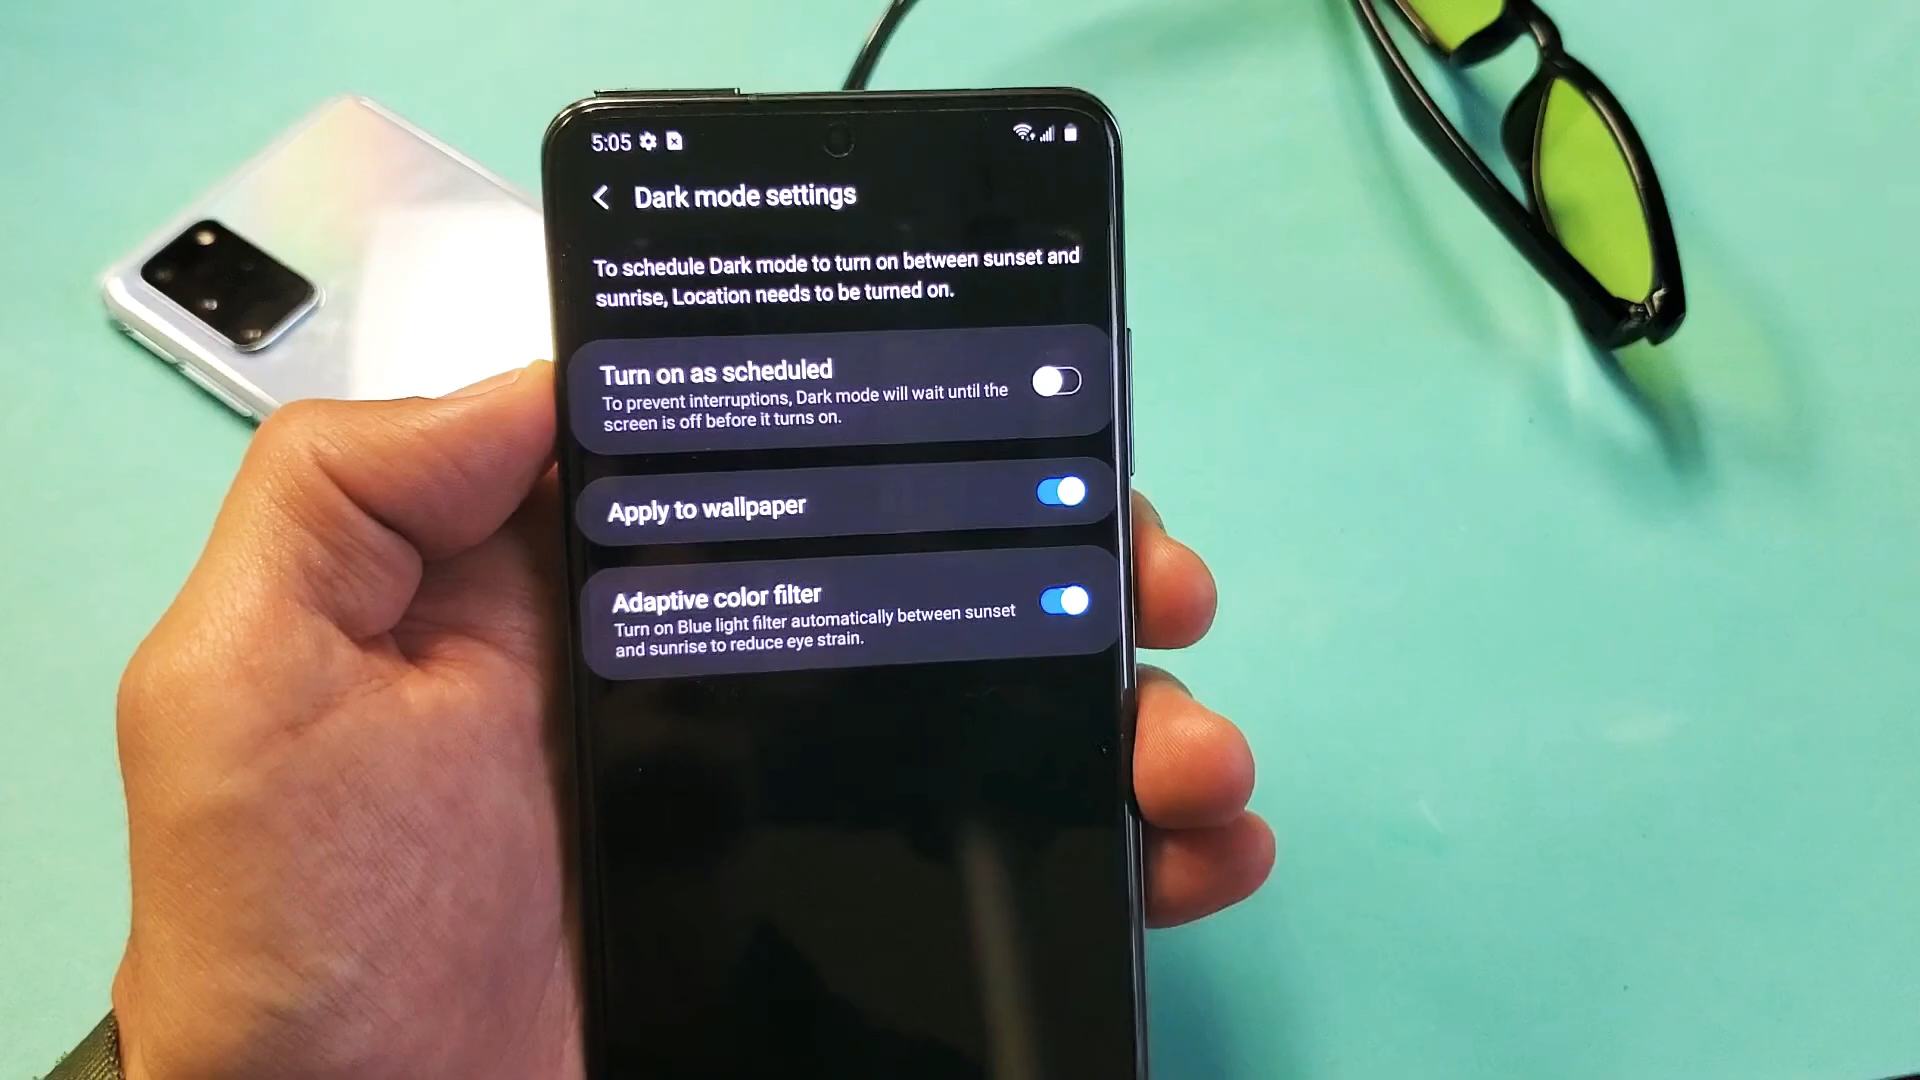 5:05
Dark mode settings
To schedule Dark mode to turn on between sunset and
sunrise, Location needs to be turned on.
Turn on as scheduled
To prevent interruptions, Dark mode will wait until the
screen is off before it turns on.
Apply to wallpaper
Adaptive color filter
Turn on Blue light filter automatically between sunset
and sunrise to reduce eye strain.